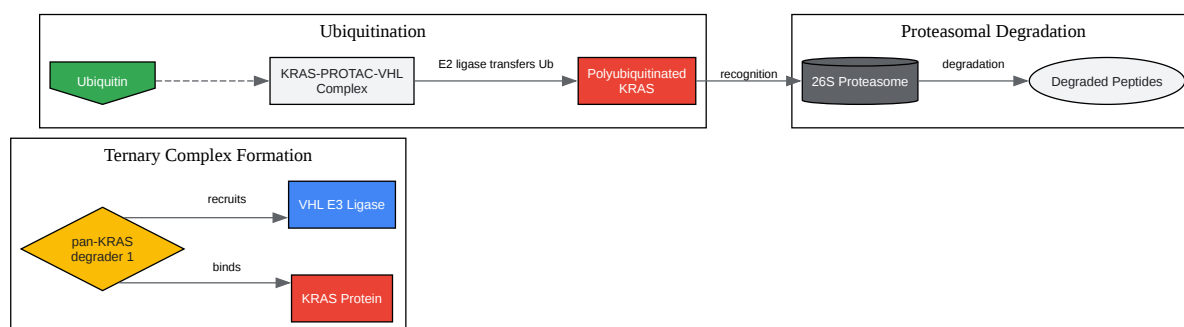 Ubiquitination
Ubiquitin
KRAS-PROTAC-VHL
Complex
E2 ligase transfers Ub
Polyubiquitinated
KRAS
recognition
Proteasomal Degradation
26S Proteasome
degradation
Degraded Peptides
Ternary Complex Formation
pan-KRAS
degrader 1
recruits
VHL E3 Ligase
binds
KRAS Protein